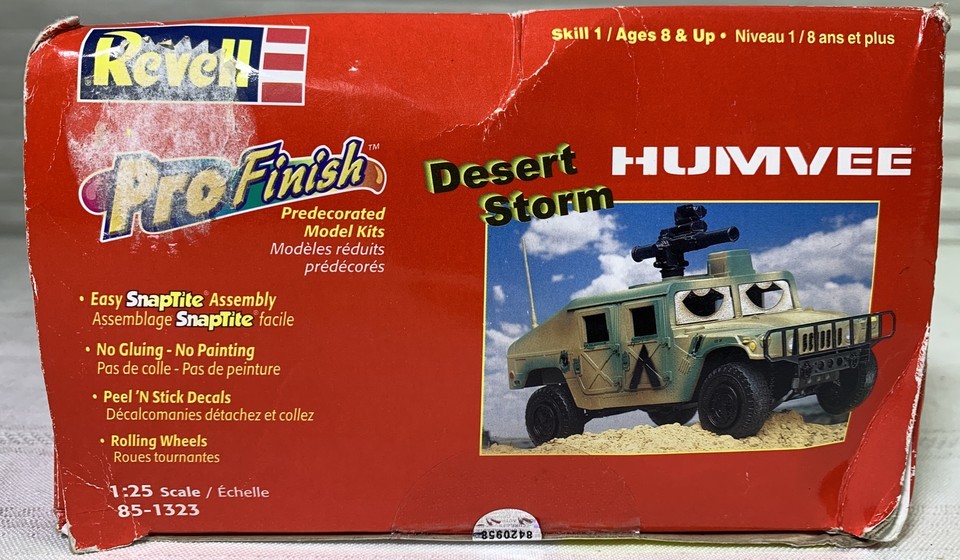 Revell
Skill 1 / Ages 8 & Up • Niveau 1 / 8 ans et plus
Pro Finish™
Predecorated
Model Kits
Modèles réduits
prédécorés
Desert
Storm
HUMVEE®
• Easy SnapTite® Assembly
Assemblage SnapTite® facile
• No Gluing - No Painting
Pas de colle - Pas de peinture
• Peel 'N Stick Decals
Décalcomanies détachez et collez
• Rolling Wheels
Roues tournantes
1:25 Scale / Échelle
85-1323
8420958